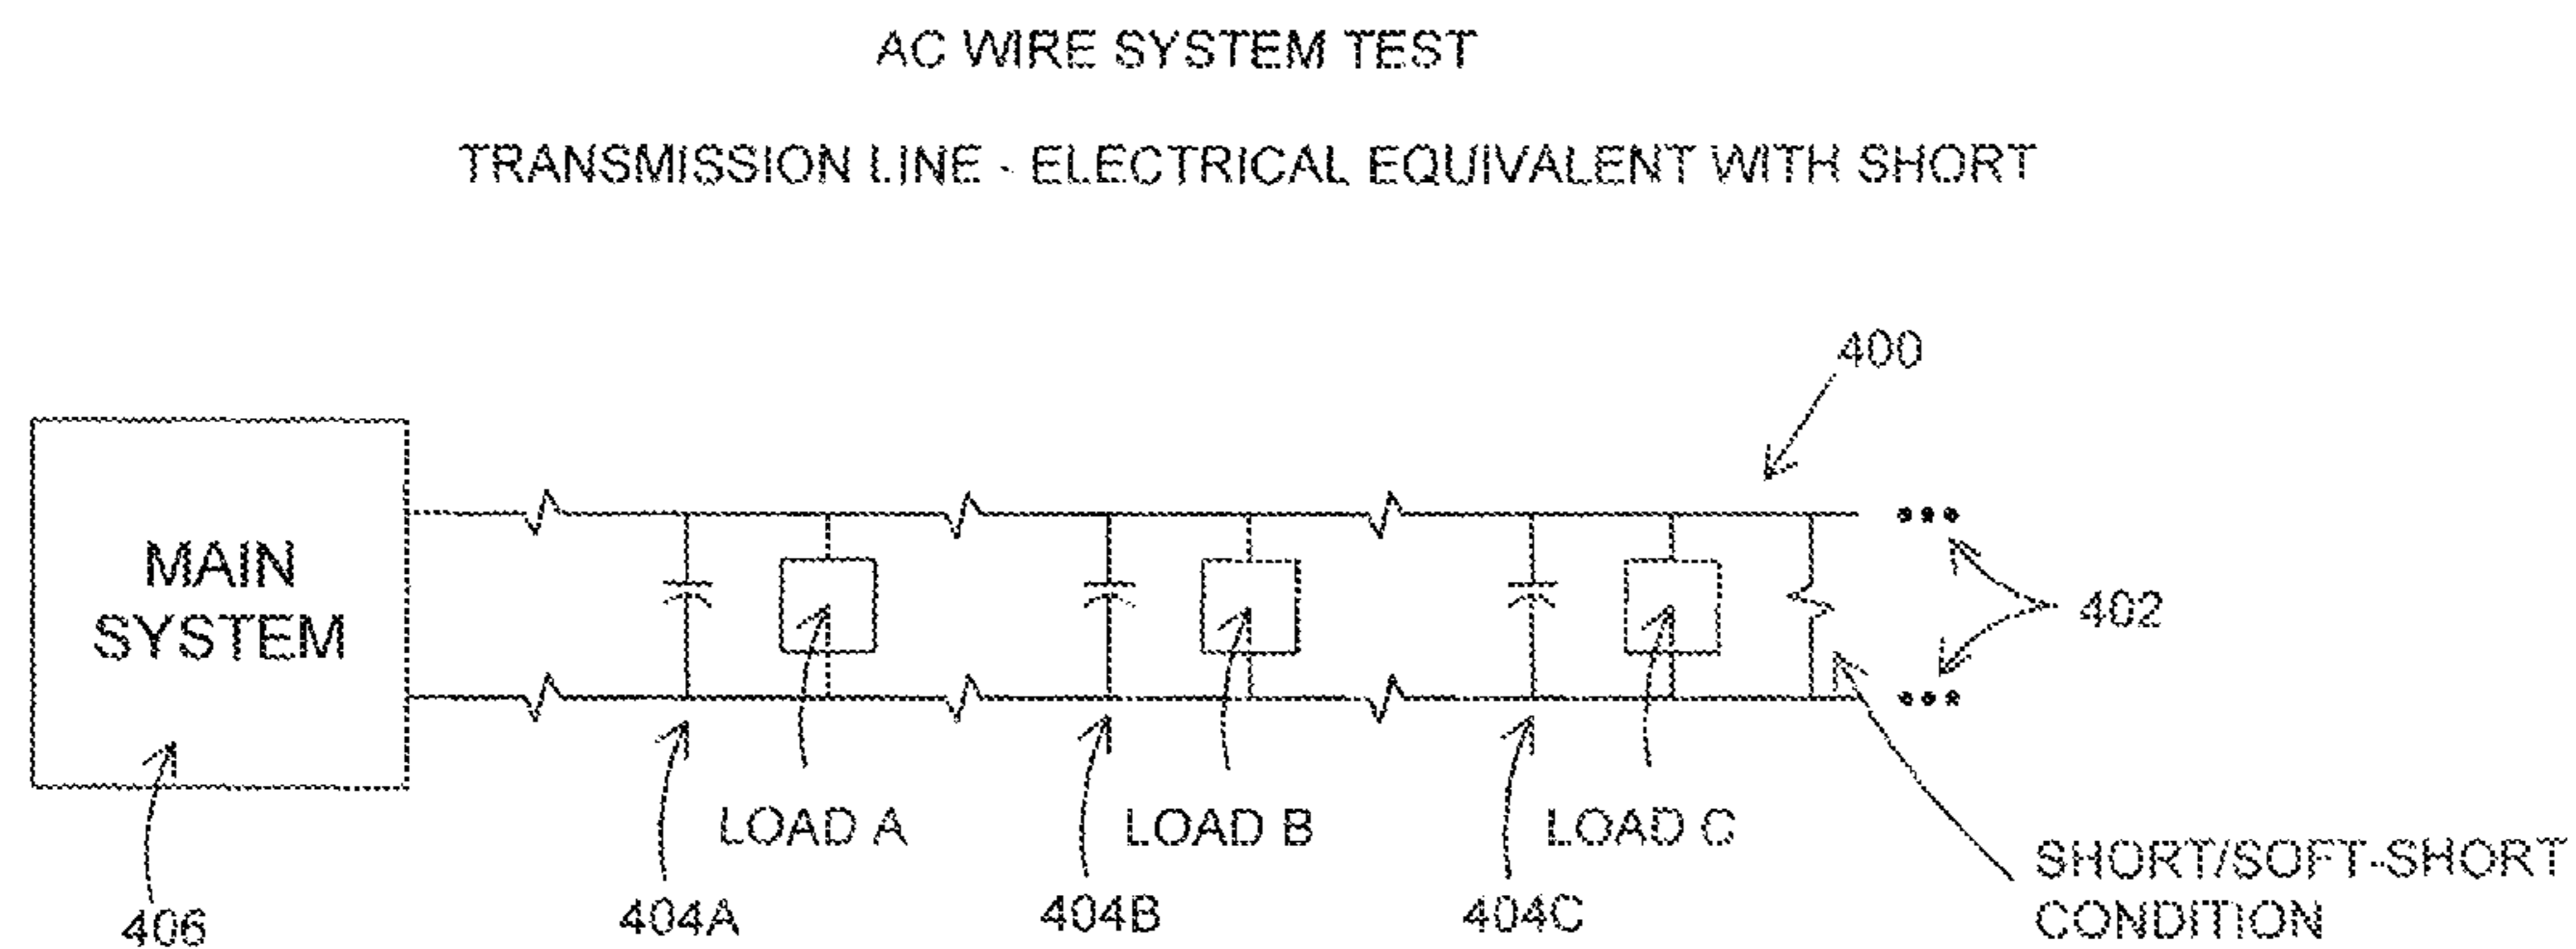 AC WIRE SYSTEM TEST
TRANSMISSION LINE - ELECTRICAL EQUIVALENT WITH SHORT
400
MAIN
SYSTEM
402
LOAD A
LOAD B
LOAD C
SHORT/SOFT-SHORT
CONDITION
406
404A
404B
404C